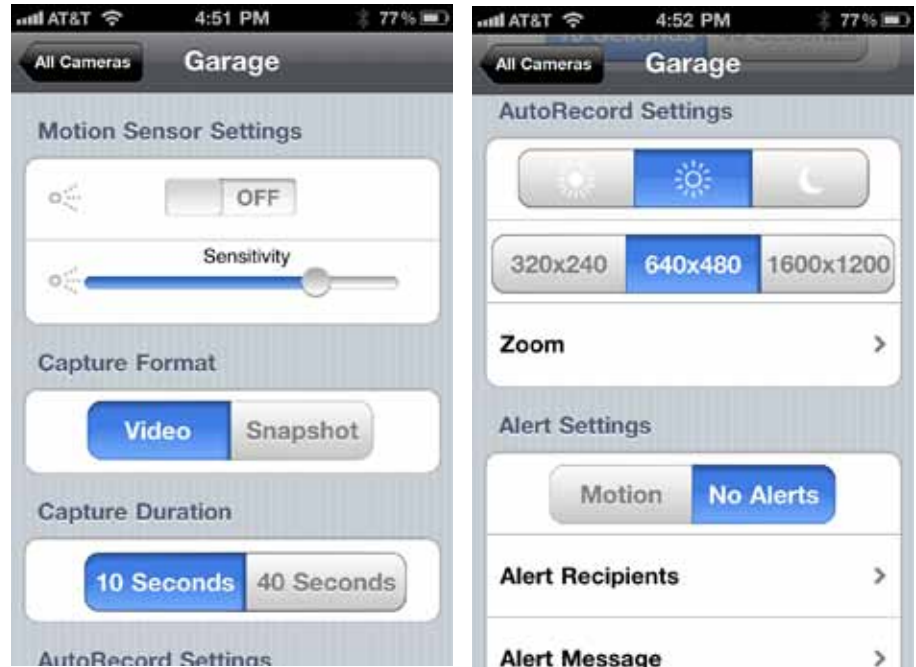 AT&T 4:51 PM 77%
All Cameras Garage
Motion Sensor Settings
OFF
Sensitivity
Capture Format
Video Snapshot
Capture Duration
10 Seconds 40 Seconds
AutoRecord Settings
AT&T 4:52 PM 77%
All Cameras Garage
AutoRecord Settings
320x240 640x480 1600x1200
Zoom
Alert Settings
Motion No Alerts
Alert Recipients
Alert Message